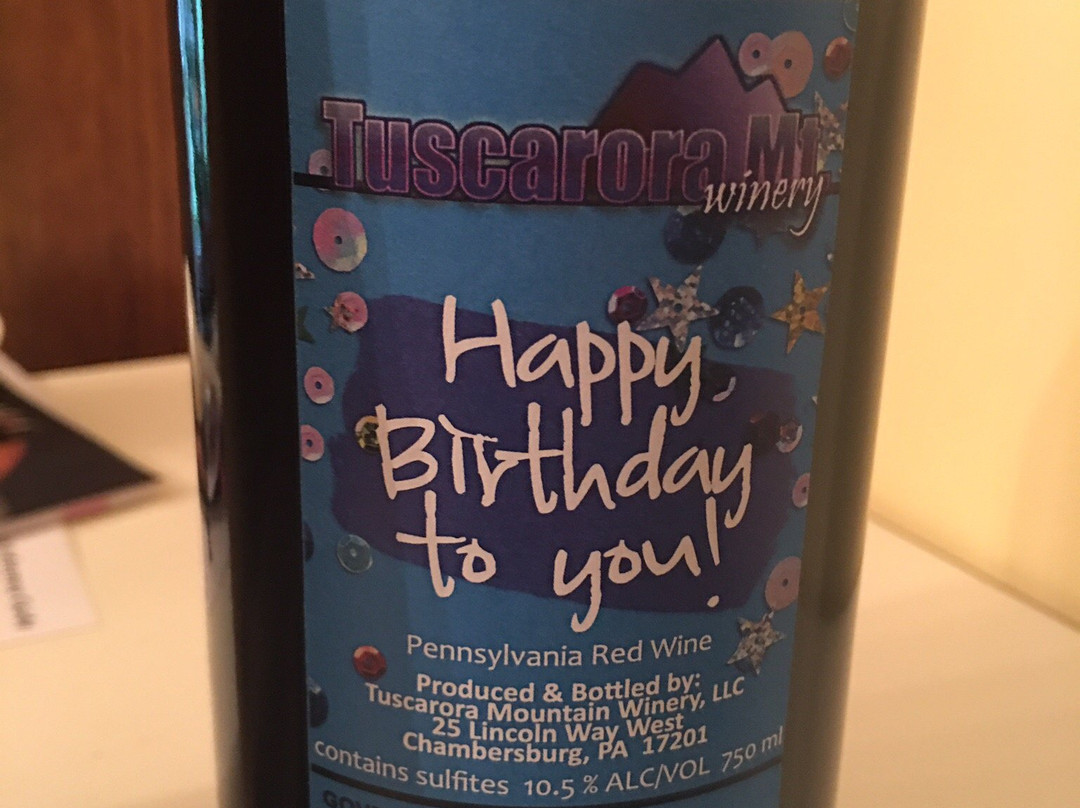 Tuscarora Mt
winery
Happy
Birthday
to you!
Pennsylvania Red Wine
Produced & Bottled by:
Tuscarora Mountain Winery, LLC
25 Lincoln Way West
Chambersburg, PA 17201
contains sulfites 10.5 % ALC/VOL 750 ml